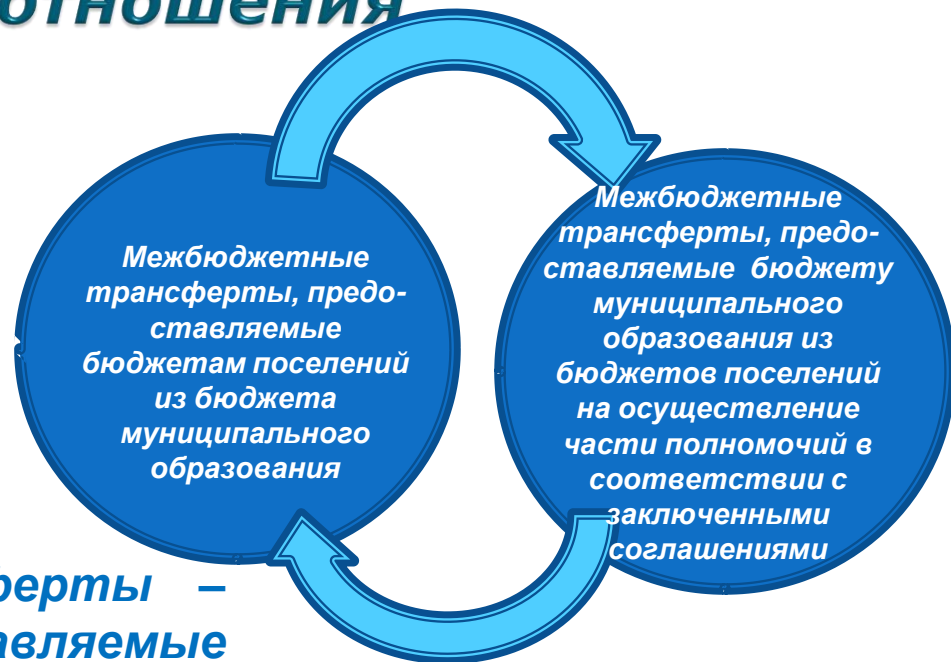 отношения
Межбюджетные
трансферты, предо-
ставляемые
бюджетам поселений
из бюджета
муниципального
образования
Межбюджетные
трансферты, предо-
ставляемые бюджету
муниципального
образования из
бюджетов поселений
на осуществление
части полномочий в
соответствии с
заключенными
соглашениями
ферты –
авляемые